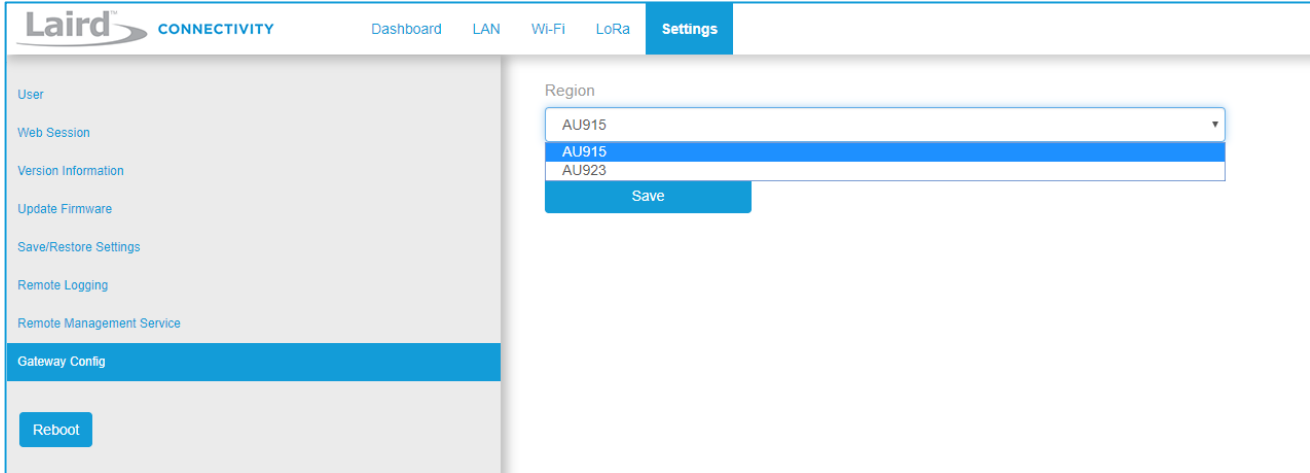 Laird™ CONNECTIVITY Dashboard LAN Wi-Fi LoRa Settings
User
Web Session
Version Information
Update Firmware
Save/Restore Settings
Remote Logging
Remote Management Service
Gateway Config
Reboot
Region
AU915
AU915
AU923
Save